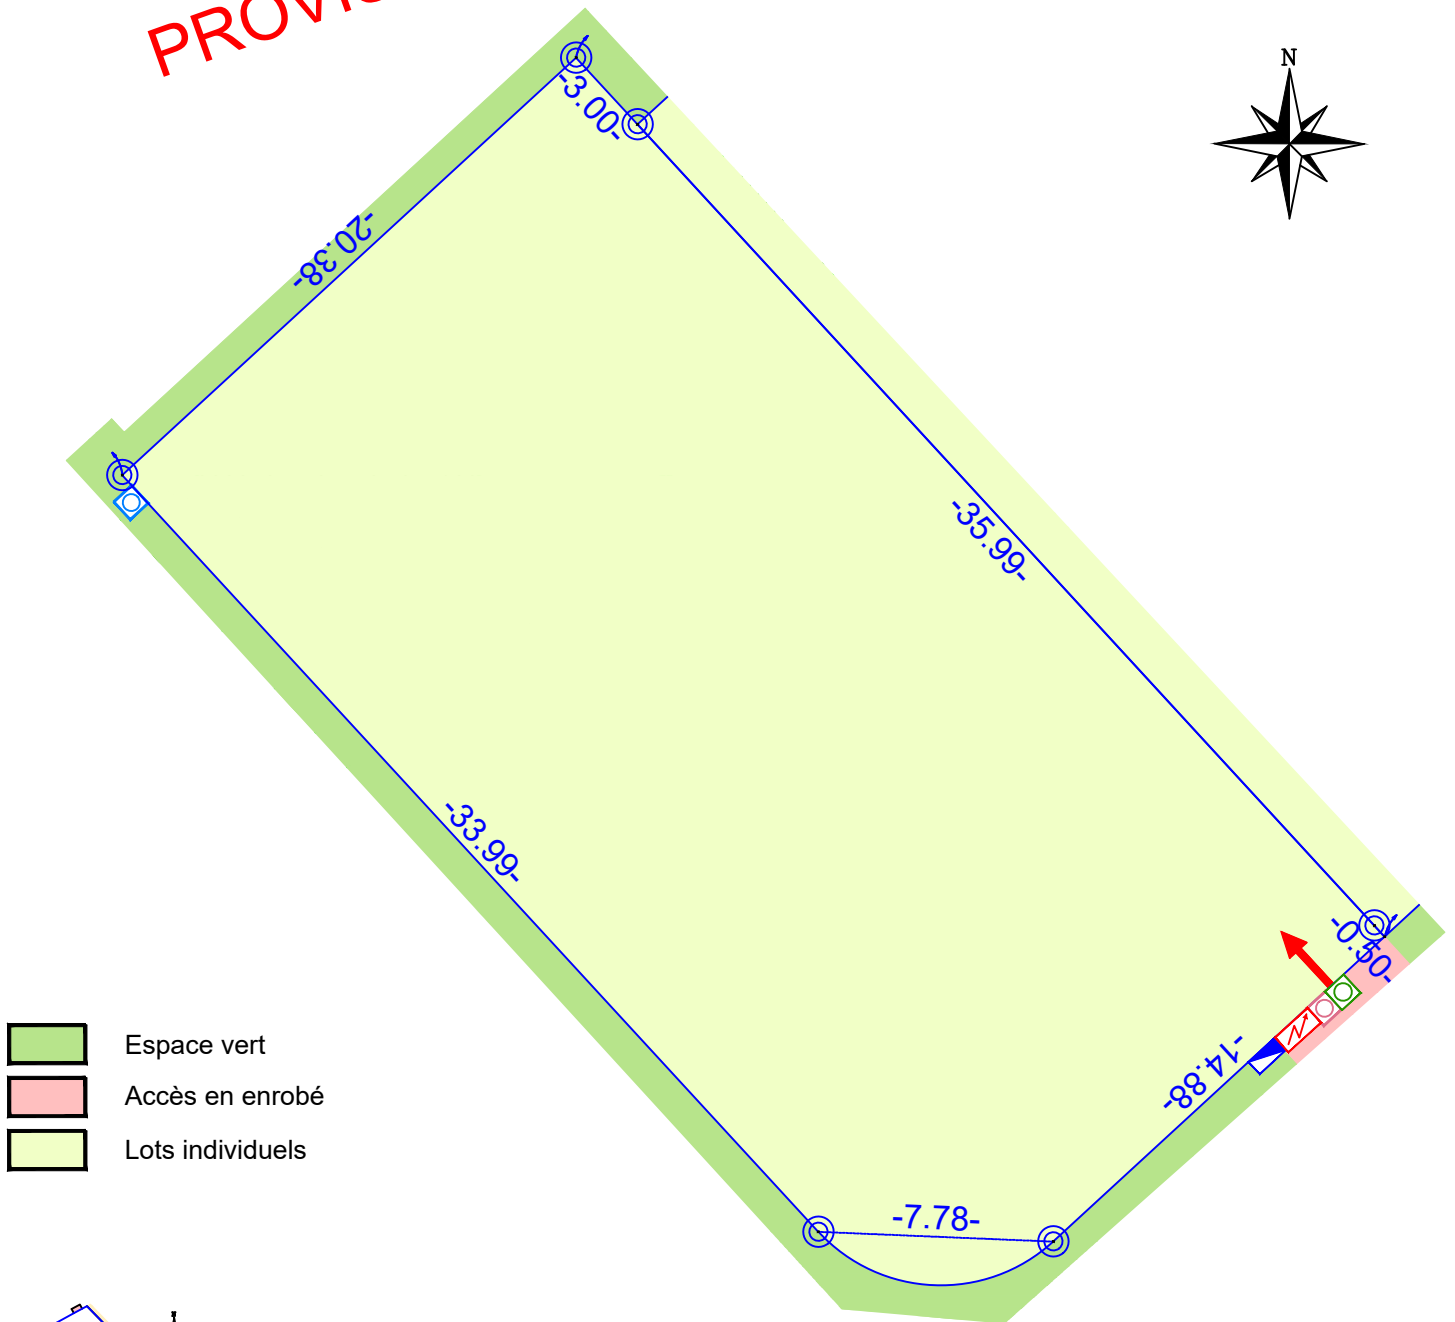 N
-3.00-
-20.38-
-35.99-
-33.99-
-0.50-
-14.88-
-7.78-
Espace vert
Accès en enrobé
Lots individuels